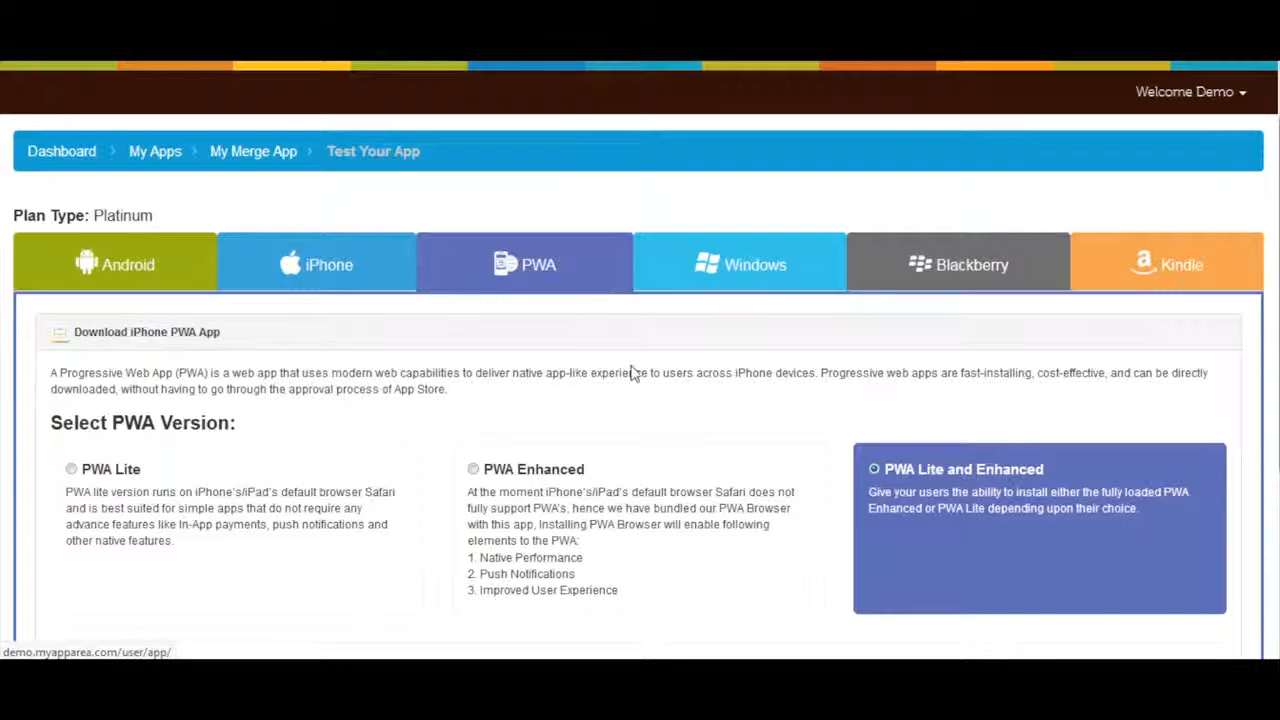 Welcome Demo
Dashboard > My Apps > My Merge App > Test Your App
Plan Type: Platinum
Android
iPhone
PWA
Windows
Blackberry
a Kindle
Download iPhone PWA App
A Progressive Web App (PWA) is a web app that uses modern web capabilities to deliver native app-like experience to users across iPhone devices. Progressive web apps are fast-installing, cost-effective, and can be directly
downloaded, without having to go through the approval process of App Store.
Select PWA Version:
PWA Lite
PWA lite version runs on iPhone's/iPad's default browser Safari
and is best suited for simple apps that do not require any
advance features like In-App payments, push notifications and
other native features.
PWA Enhanced
At the moment iPhone's/iPad's default browser Safari does not
fully support PWA's, hence we have bundled our PWA Browser
with this app, Installing PWA Browser will enable following
elements to the PWA:
1. Native Performance
2. Push Notifications
3. Improved User Experience
PWA Lite and Enhanced
Give your users the ability to install either the fully loaded PWA
Enhanced or PWA Lite depending upon their choice.
demo.myapparea.com/user/app/